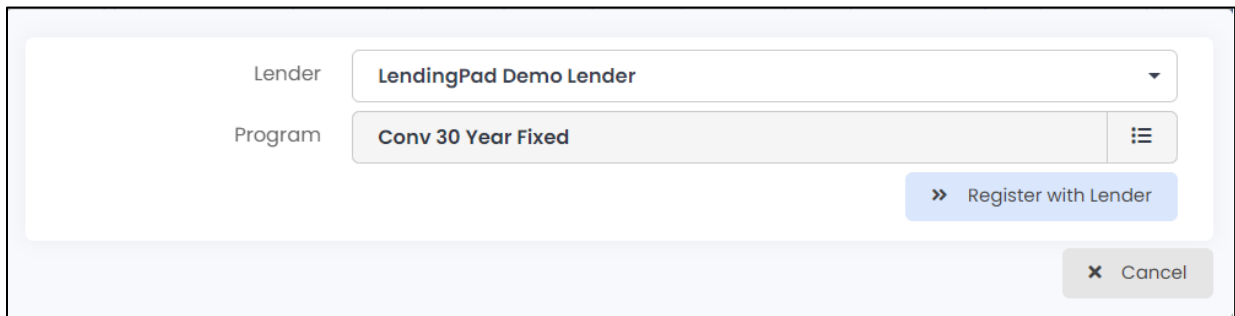 Lender LendingPad Demo Lender
Program Conv 30 Year Fixed
Register with Lender
Cancel